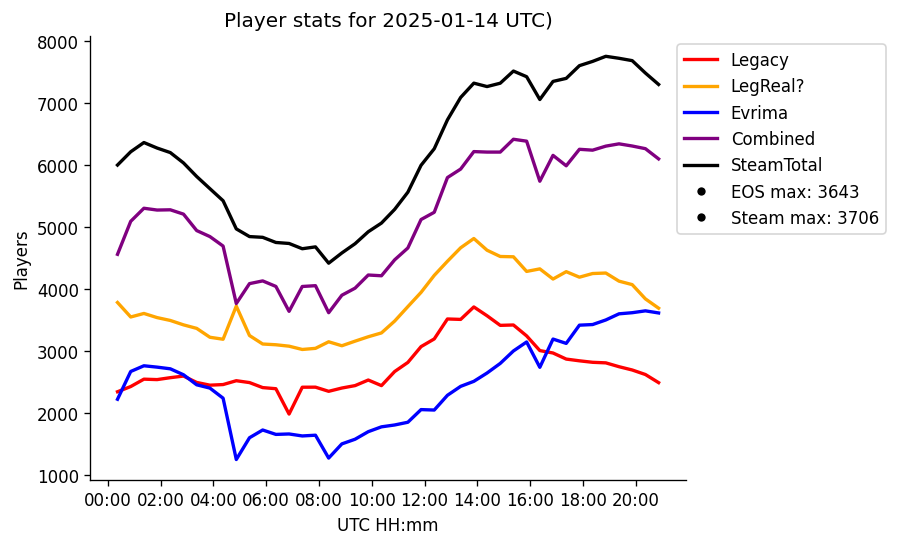 Player stats for 2025-01-14 UTC)
8000
7000
6000
5000
4000
3000
2000
1000
Players
00:00 02:00 04:00 06:00 08:00 10:00 12:00 14:00 16:00 18:00 20:00
UTC HH:mm
Legacy
LegReal?
Evrima
Combined
SteamTotal
EOS max: 3643
Steam max: 3706